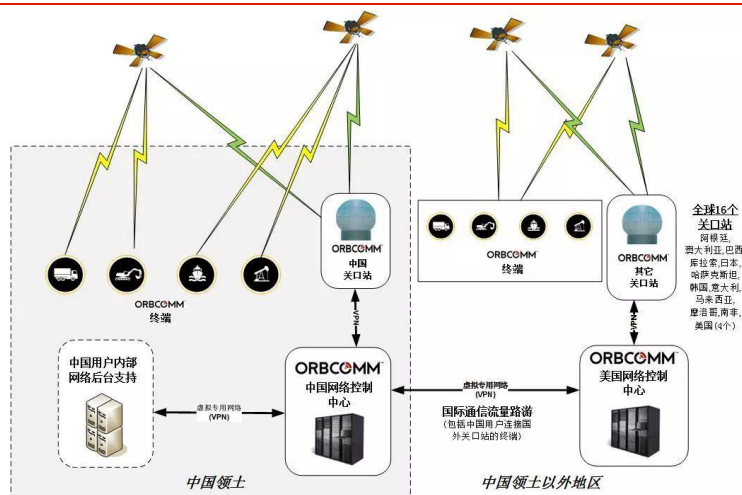 ORBCOMM
中国
关口站
ORBCOMM
终端
VPN
中国用户内部
网络后台支持
虚拟专用网络
(VPN)
ORBCOMM™
中国网络控制
中心
中国领土
ORBCOMM
终端
ORBCOMM
其它
关口站
全球16个
关口站
阿根廷,
澳大利亚,巴西
库拉索,日本,
哈萨克斯坦,
韩国,意大利,
马来西亚,
摩洛哥,南非,
美国(4个)
VPN
虚拟专用网络
(VPN)
国际通信流量路游
(包括中国用户连接国
外关口站的终端)
ORBCOMM™
美国网络控制
中心
中国领土以外地区